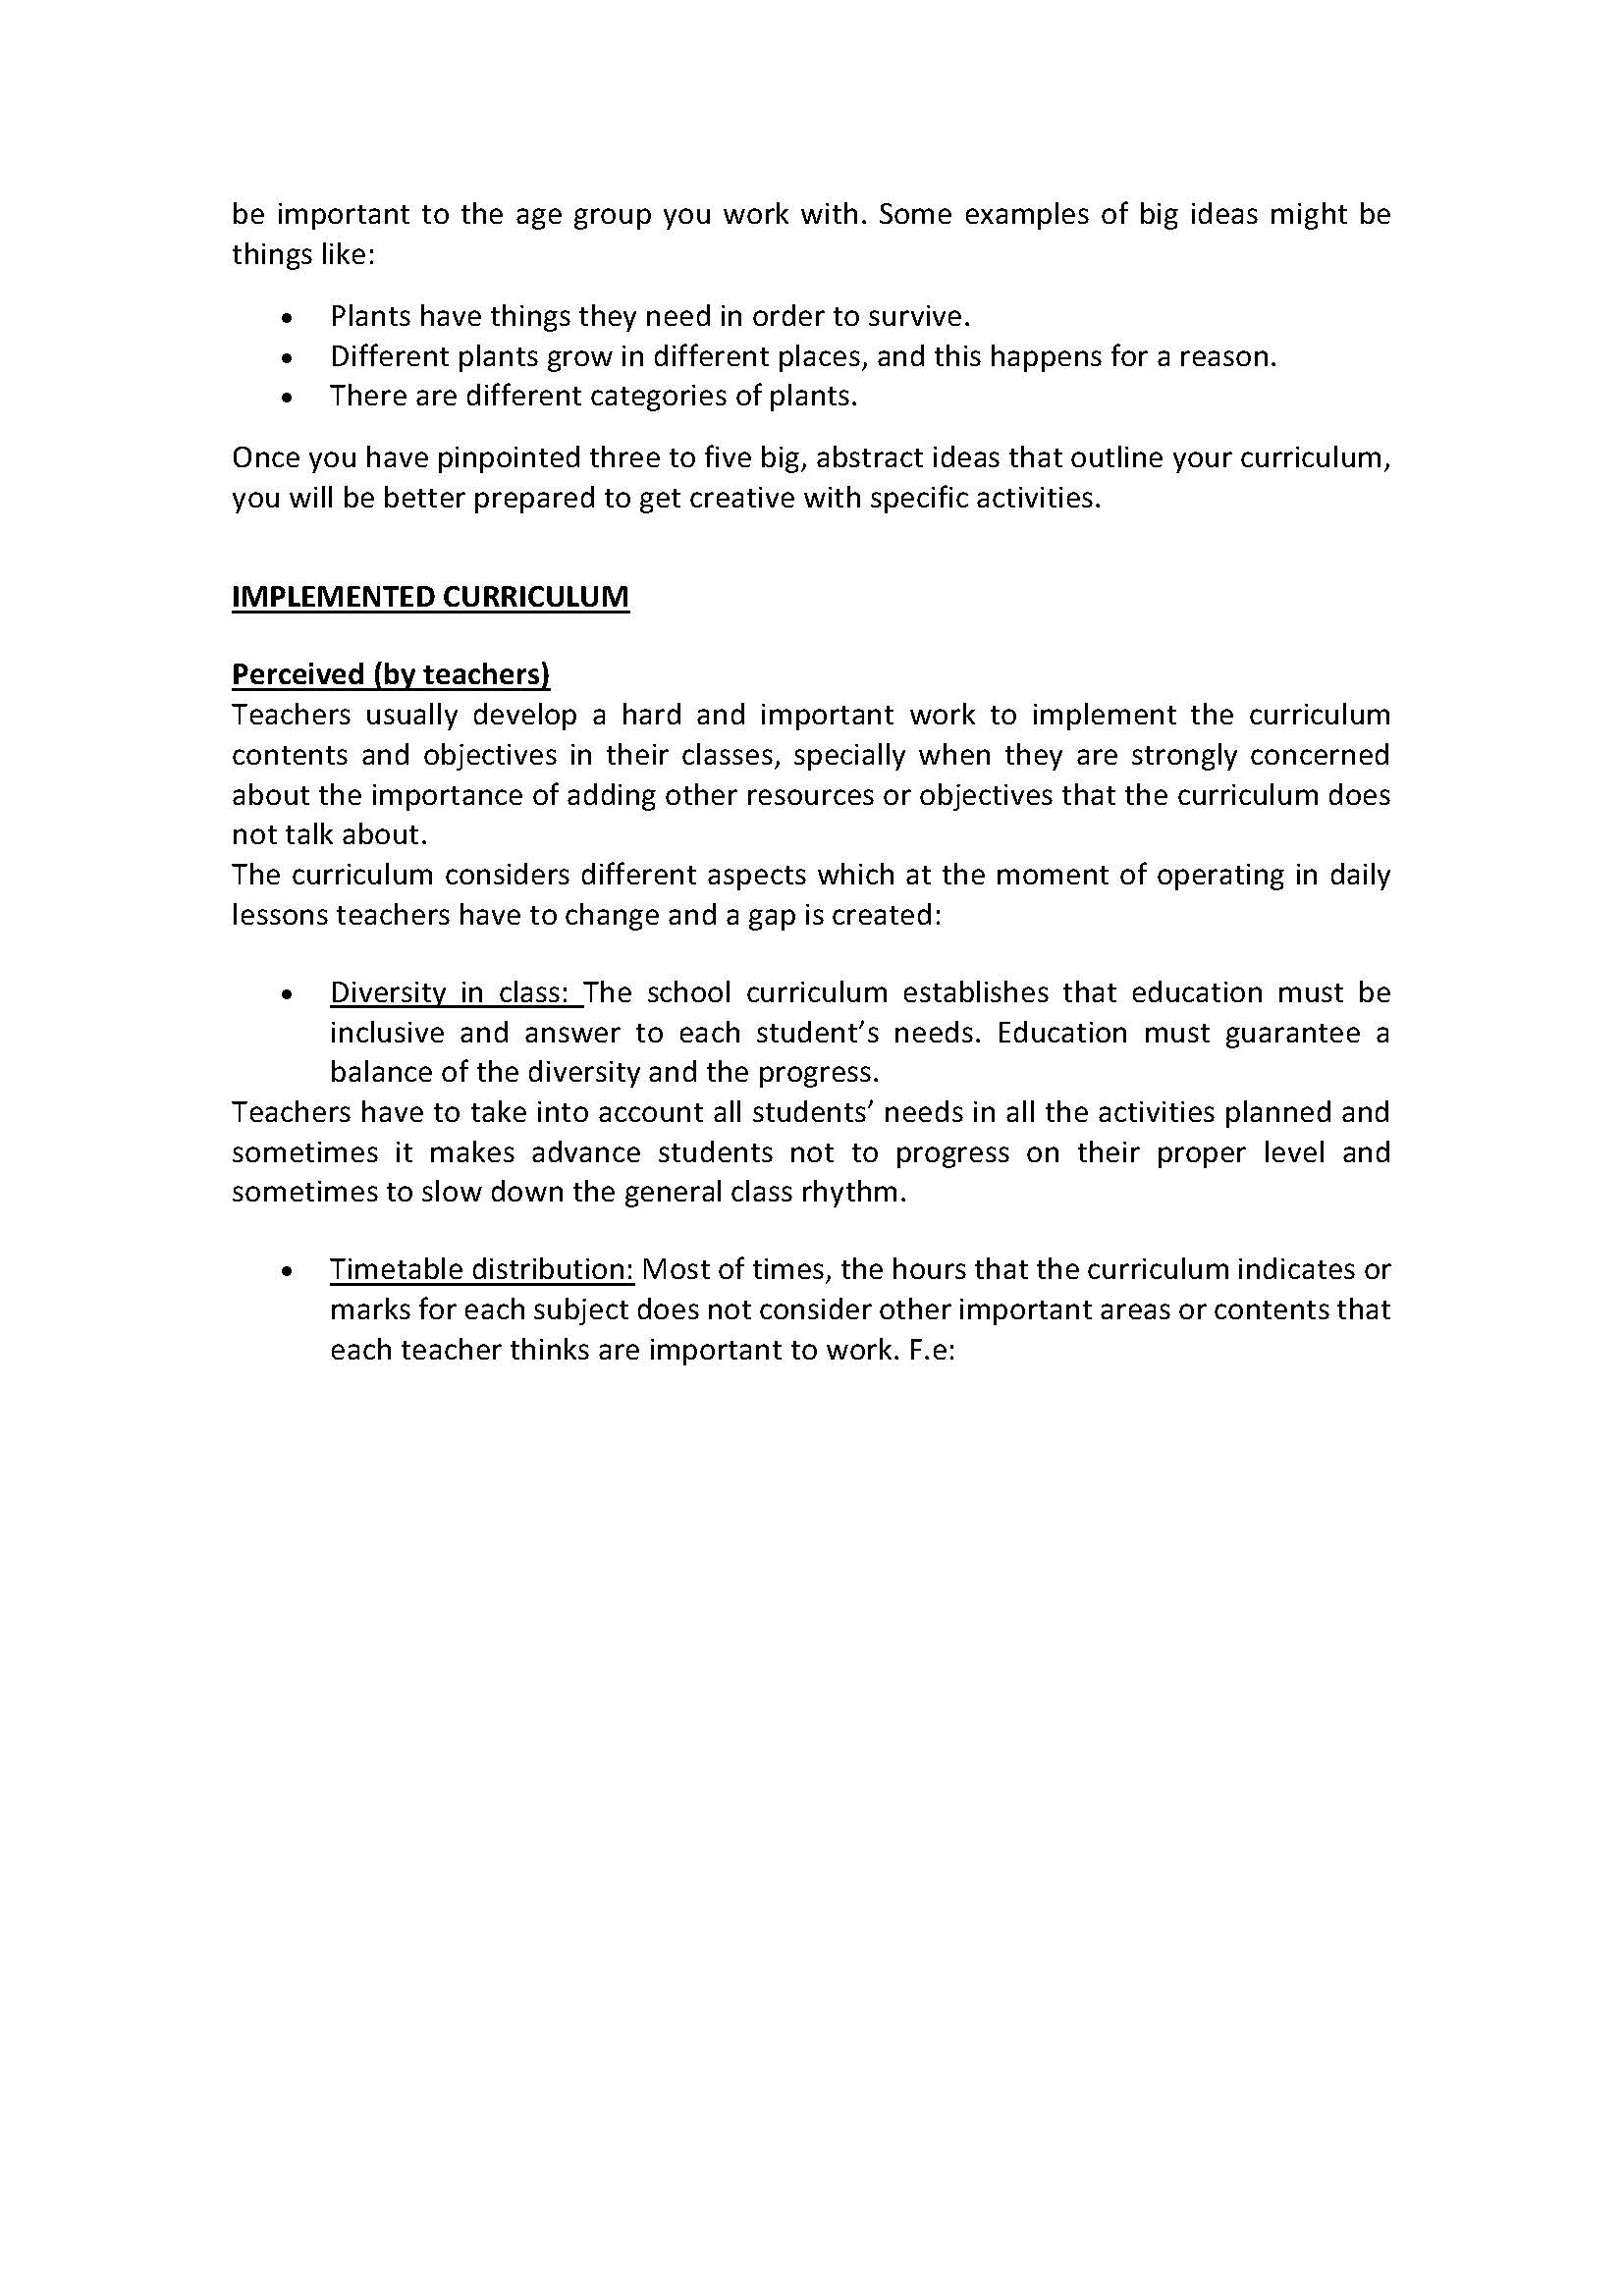 be important to the age group you work with. Some examples of big ideas might be
things like:
• Plants have things they need in order to survive.
• Different plants grow in different places, and this happens for a reason.
• There are different categories of plants.
Once you have pinpointed three to five big, abstract ideas that outline your curriculum,
you will be better prepared to get creative with specific activities.
IMPLEMENTED CURRICULUM
Perceived (by teachers)
Teachers usually develop a hard and important work to implement the curriculum
contents and objectives in their classes, specially when they are strongly concerned
about the importance of adding other resources or objectives that the curriculum does
not talk about.
The curriculum considers different aspects which at the moment of operating in daily
lessons teachers have to change and a gap is created:
• Diversity in class: The school curriculum establishes that education must be
inclusive and answer to each student’s needs. Education must guarantee a
balance of the diversity and the progress.
Teachers have to take into account all students’ needs in all the activities planned and
sometimes it makes advance students not to progress on their proper level and
sometimes to slow down the general class rhythm.
• Timetable distribution: Most of times, the hours that the curriculum indicates or
marks for each subject does not consider other important areas or contents that
each teacher thinks are important to work. F.e: